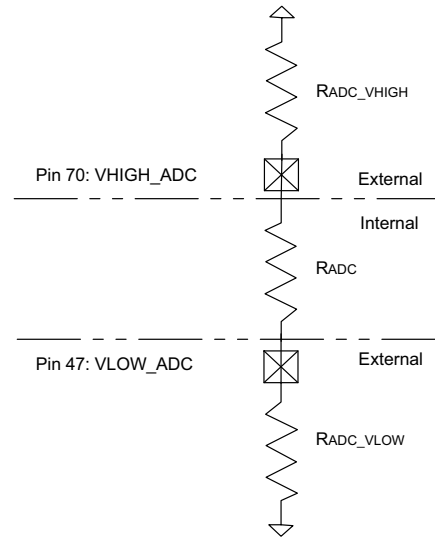 RADC_VHIGH
Pin 70: VHIGH_ADC
External
Internal
RADC
Pin 47: VLOW_ADC
External
RADC_VLOW